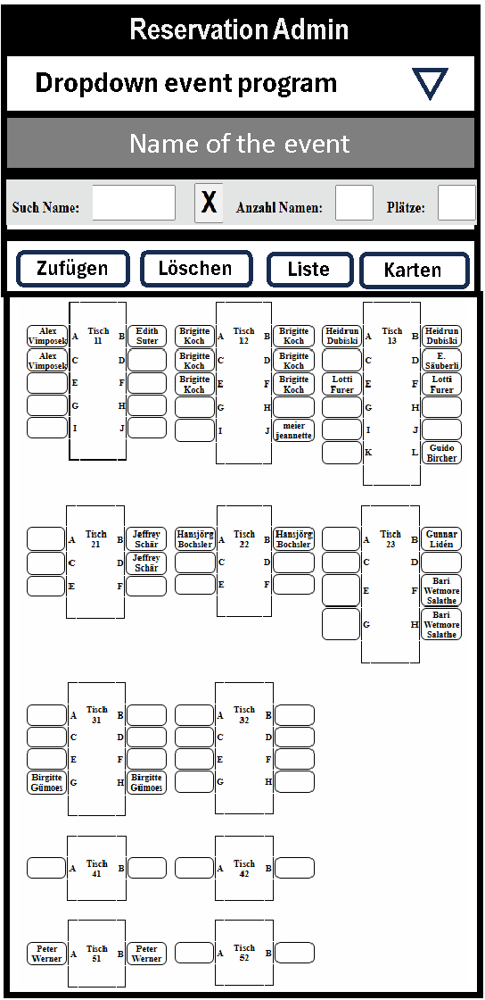 Reservation Admin
Dropdown event program
Name of the event
Such Name: X Anzahl Namen: Plätze:
Zufügen Löschen Liste Karten
Alex Vimposek A Tisch 11 B Edith Suter
Alex Vimposek C D
E F
G H
I J
Brigitte Koch A Tisch 12 B Brigitte Koch
Brigitte Koch C D Brigitte Koch
Brigitte Koch E F Brigitte Koch
G H
I J meier jeannette
Heidrun Dubiski A Tisch 13 B Heidrun Dubiski
C D E. Säuberli
Lotti Furer E F Lotti Furer
G H
I J
K L Guido Bircher
A Tisch 21 B Jeffrey Schär
C D Jeffrey Schär
E F
Hansjörg Bochsler A Tisch 22 B Hansjörg Bochsler
C D
E F
A Tisch 23 B Gunnar Lidén
C D
E F Bari Wetmore Salathe
G H Bari Wetmore Salathe
A Tisch 31 B
C D
E F
Birgitte Gümoes G H Birgitte Gümoes
A Tisch 32 B
C D
E F
G H
A Tisch 41 B
A Tisch 42 B
Peter Werner A Tisch 51 B Peter Werner
A Tisch 52 B